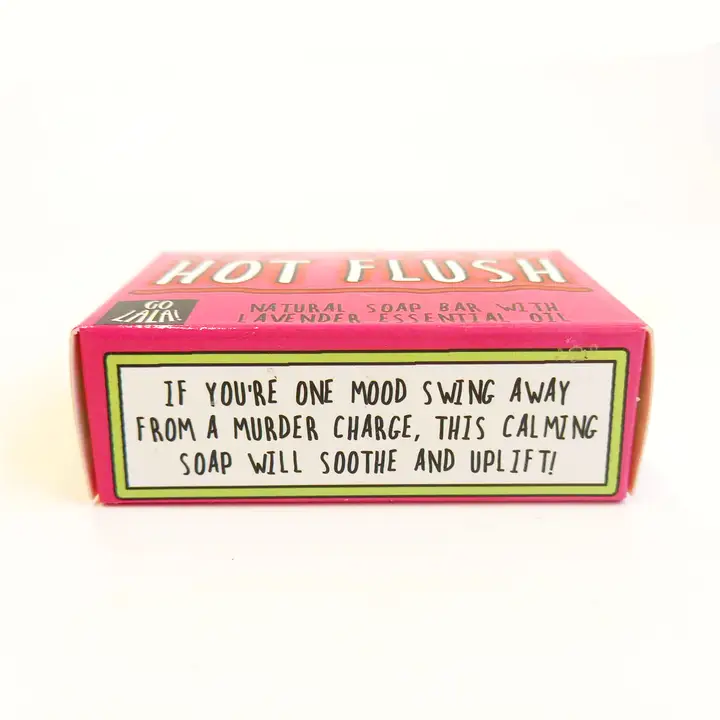 HOT FLUSH
GO
LALA!
NATURAL SOAP BAR WITH
LAVENDER ESSENTIAL OIL
IF YOU'RE ONE MOOD SWING AWAY
FROM A MURDER CHARGE, THIS CALMING
SOAP WILL SOOTHE AND UPLIFT!